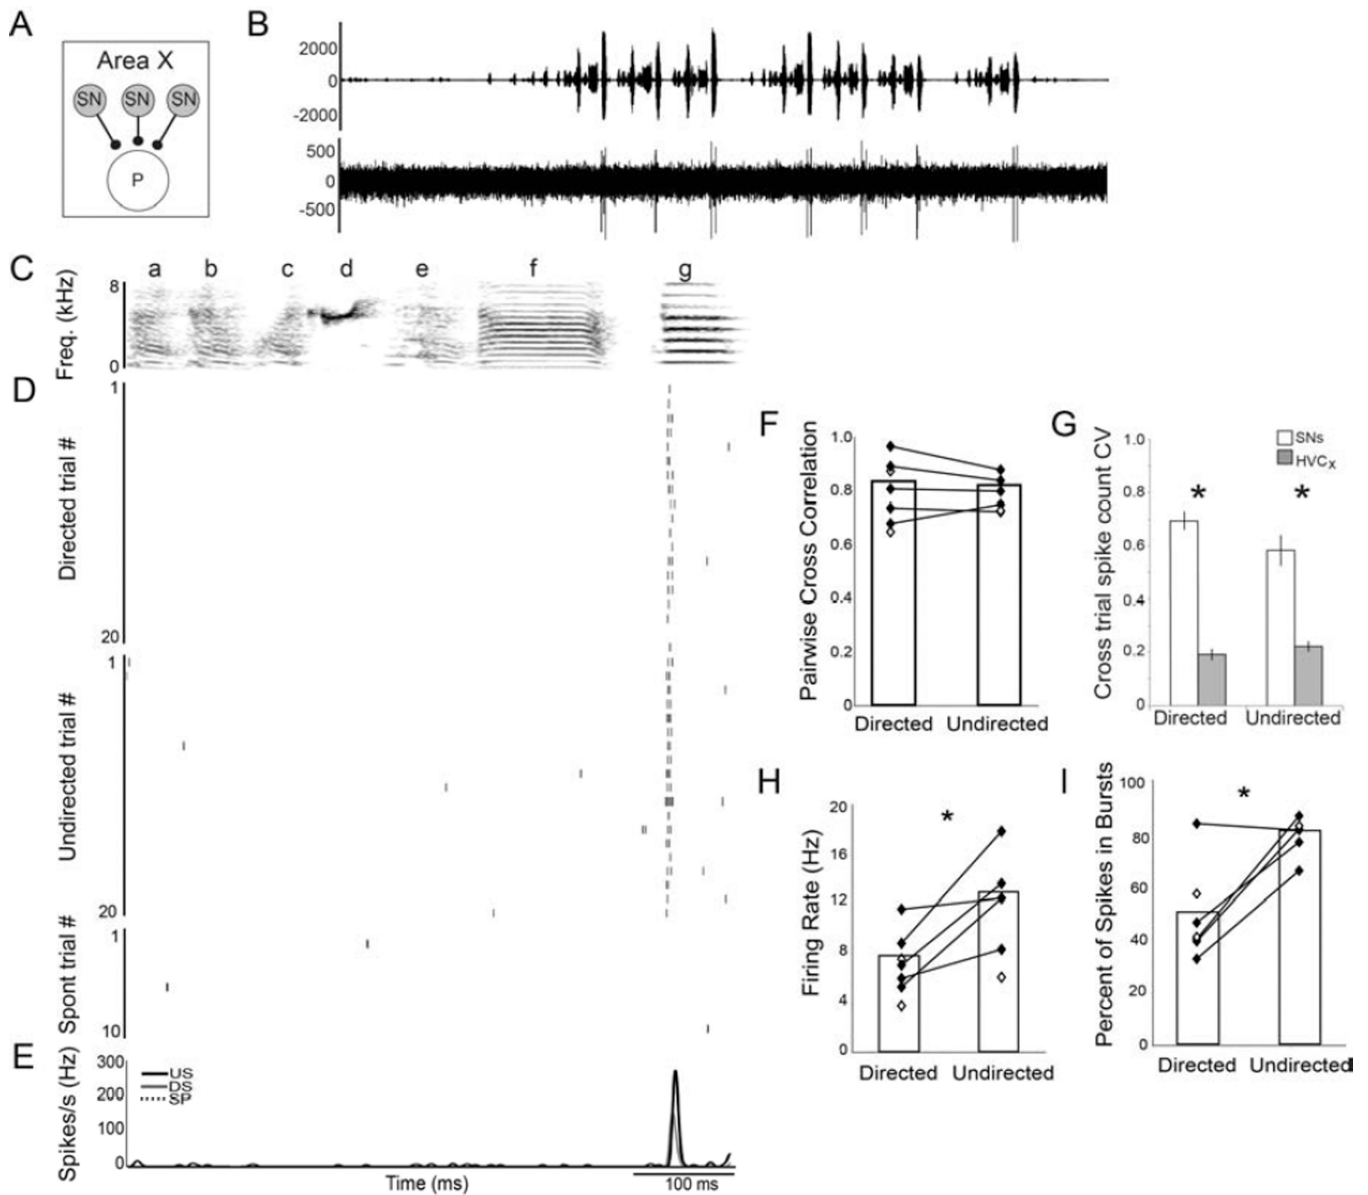 A
Area X
SN SN SN
P
B
2000
0
-2000
500
0
-500
C
a b c d e f g
Freq. (kHz)
8
0
D
Directed trial #
1
20
Undirected trial #
1
20
Spont trial #
1
10
E
Spikes/s (Hz)
300
200
100
0
US
DS
SP
Time (ms)
100 ms
F
Pairwise Cross Correlation
1.0
0.8
0.6
0.4
0.2
0
Directed Undirected
G
Cross trial spike count CV
1.0
0.8
0.6
0.4
0.2
0
SNs
HVCX
* *
Directed Undirected
H
Firing Rate (Hz)
20
16
12
8
4
0
*
Directed Undirected
I
Percent of Spikes in Bursts
100
80
60
40
20
0
*
Directed Undirected